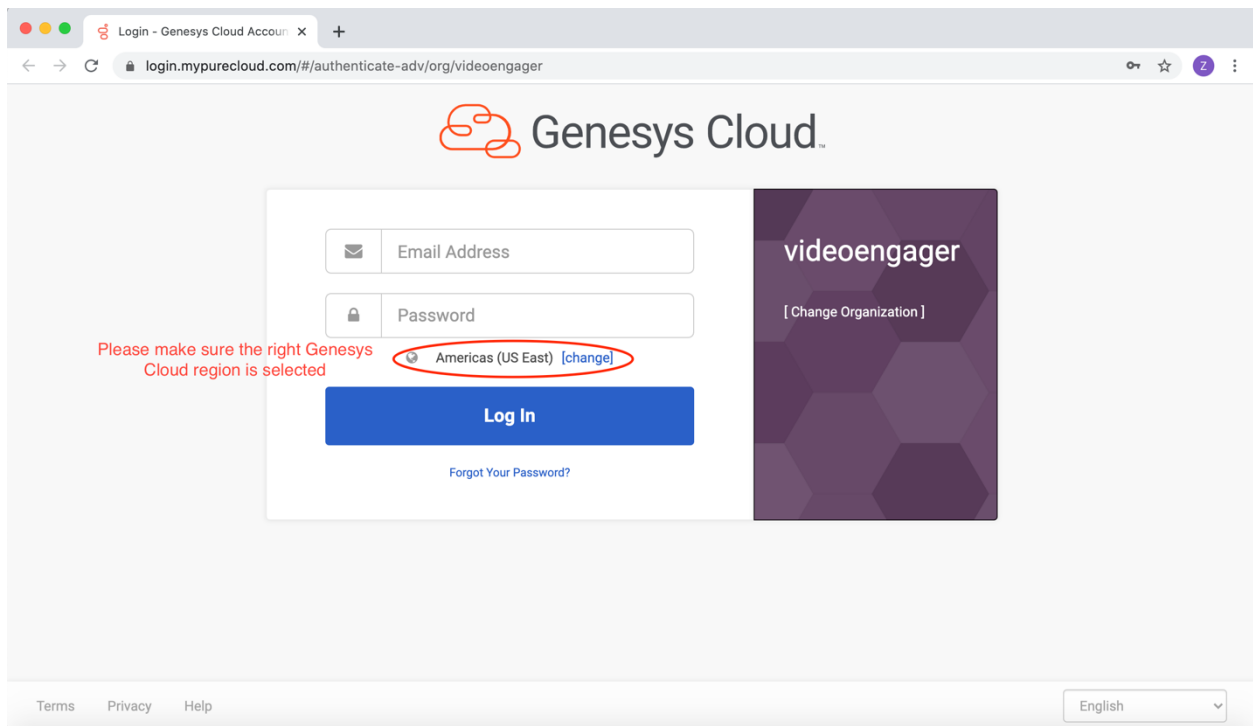 Login - Genesys Cloud Accoun
login.mypurecloud.com/#/authenticate-adv/org/videoengager
Z
Genesys Cloud™
Email Address
videoengager
Password
[ Change Organization ]
Please make sure the right Genesys
Cloud region is selected
Americas (US East) [change]
Log In
Forgot Your Password?
Terms Privacy Help
English